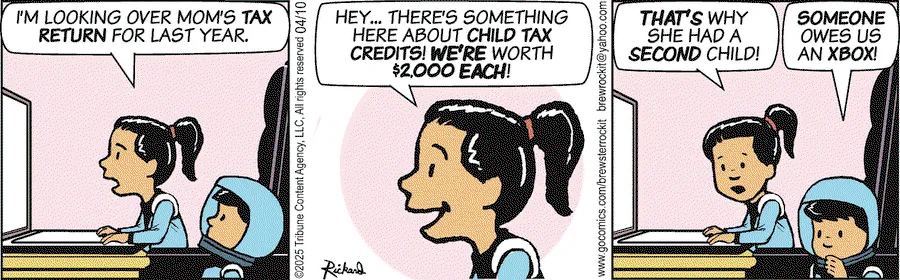 I'M LOOKING OVER MOM'S TAX
RETURN FOR LAST YEAR.
©2025 Tribune Content Agency, LLC. All rights reserved 04/10
HEY... THERE'S SOMETHING
HERE ABOUT CHILD TAX
CREDITS! WE'RE WORTH
$2,000 EACH!
Rickard
www.gocomics.com/brewsterrockit brewrockit@yahoo.com
THAT'S WHY
SHE HAD A
SECOND CHILD!
SOMEONE
OWES US
AN XBOX!